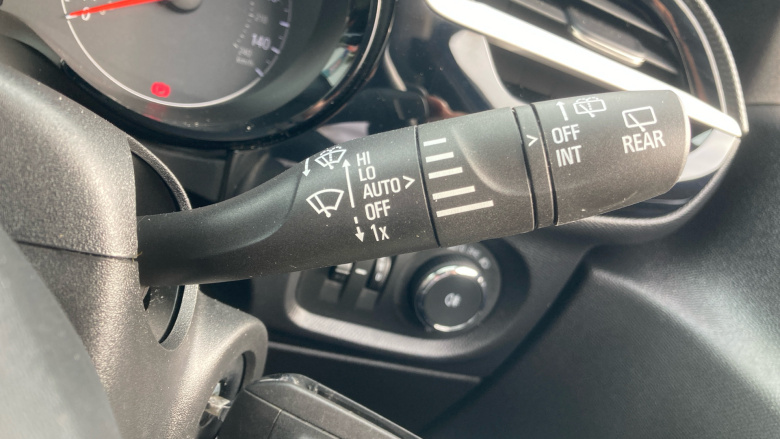 140
HI
LO
AUTO >
OFF
1x
>
OFF
INT
REAR